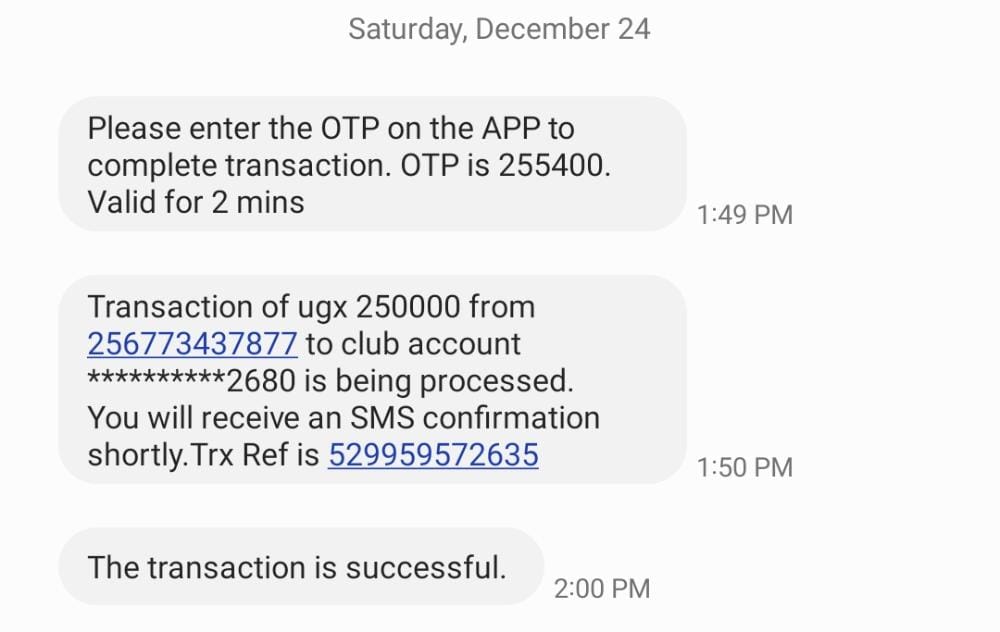 Saturday, December 24
Please enter the OTP on the APP to
complete transaction. OTP is 255400.
Valid for 2 mins
1:49 PM
Transaction of ugx 250000 from
256773437877 to club account
**********2680 is being processed.
You will receive an SMS confirmation
shortly.Trx Ref is 529959572635
1:50 PM
The transaction is successful.
2:00 PM